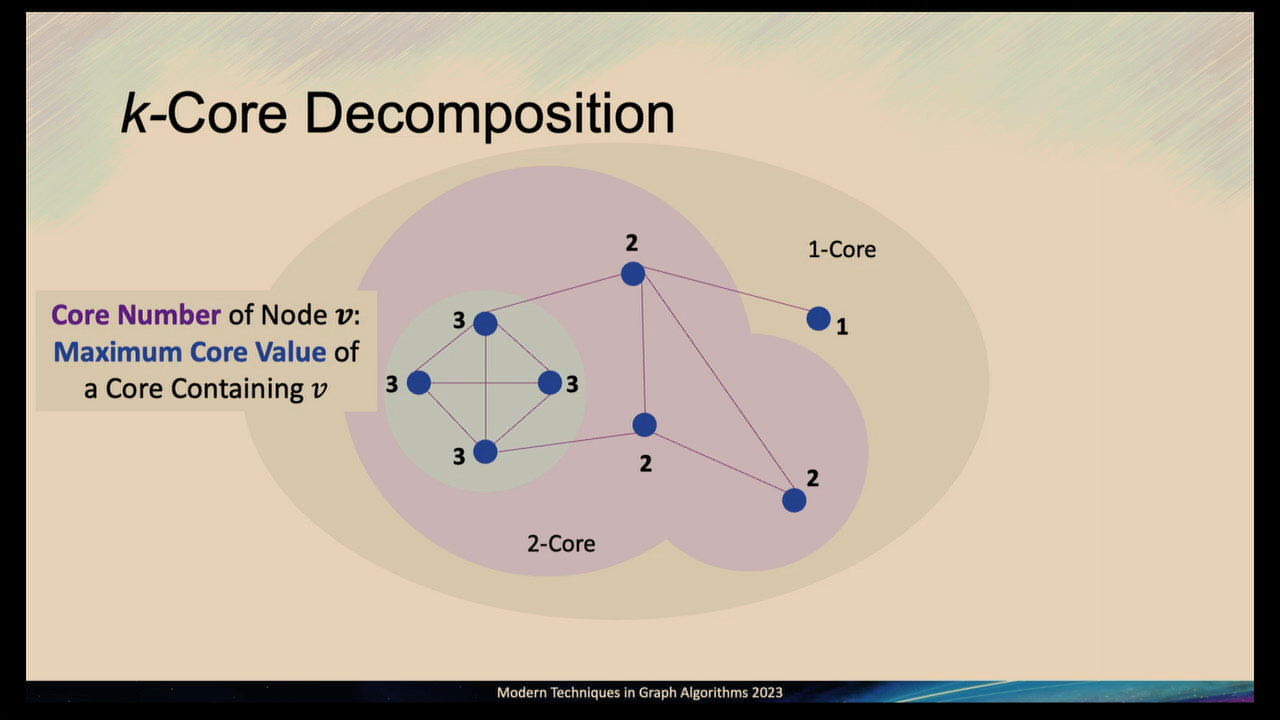 k-Core Decomposition
2
1-Core
Core Number of Node v:
Maximum Core Value of
a Core Containing v
3
1
3
3
3
2
2
2-Core
Modern Techniques in Graph Algorithms 2023